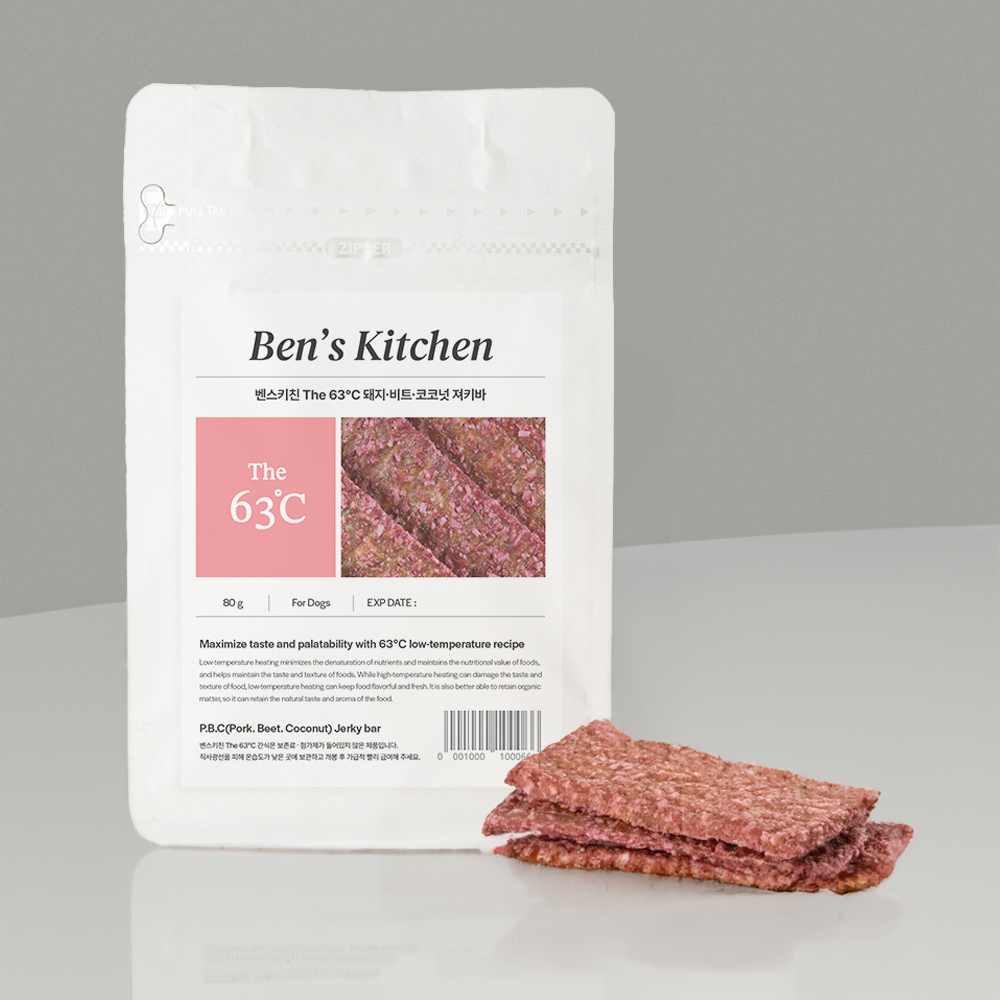 PULL TAB TO
ZIPPER
Ben's Kitchen
벤스키친 The 63°C 돼지·비트·코코넛 져키바
The
63°C
80 g
For Dogs
EXP DATE :
Maximize taste and palatability with 63°C low-temperature recipe
Low-temperature heating minimizes the denaturation of nutrients and maintains the nutritional value of foods,
and helps maintain the taste and texture of foods. While high-temperature heating can damage the taste and
texture of food, low-temperature heating can keep food flavorful and fresh. It is also better able to retain organic
matter, so it can retain the natural taste and aroma of the food.
P.B.C(Pork. Beet. Coconut) Jerky bar
벤스키친 The 63°C 간식은 보존료·첨가제가 들어있지 않은 제품입니다.
직사광선을 피해 온습도가 낮은 곳에 보관하고 개봉 후 가급적 빨리 급여해 주세요.
0 001000 100066